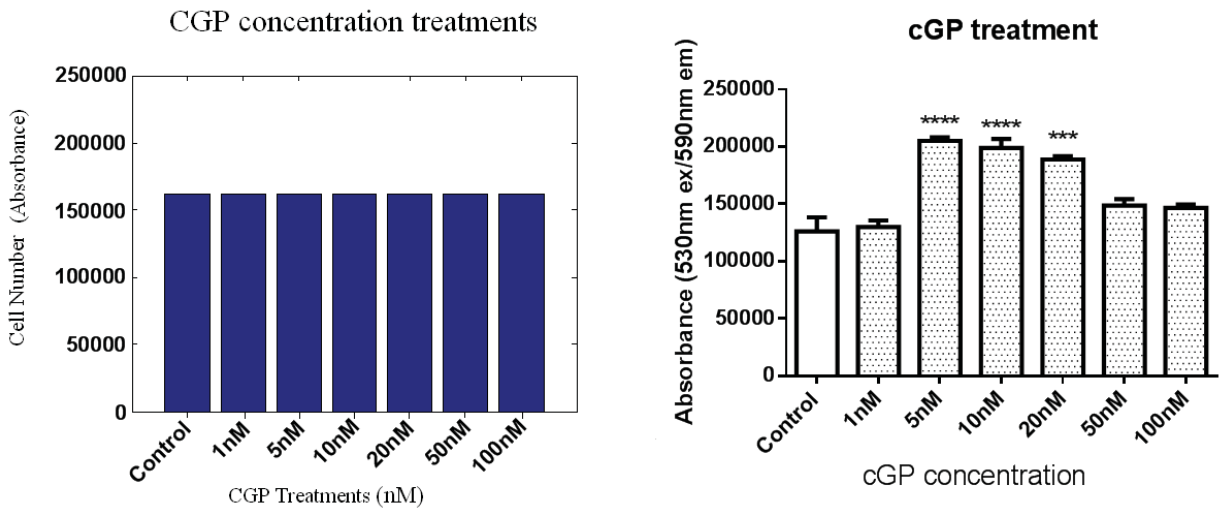 CGP concentration treatments
250000
200000
150000
100000
50000
0
Cell Number (Absorbance)
Control
1nM
5nM
10nM
20nM
50nM
100nM
CGP Treatments (nM)
cGP treatment
250000
200000
150000
100000
50000
0
Absorbance (530nm ex/590nm em)
****
****
***
Control
1nM
5nM
10nM
20nM
50nM
100nM
cGP concentration